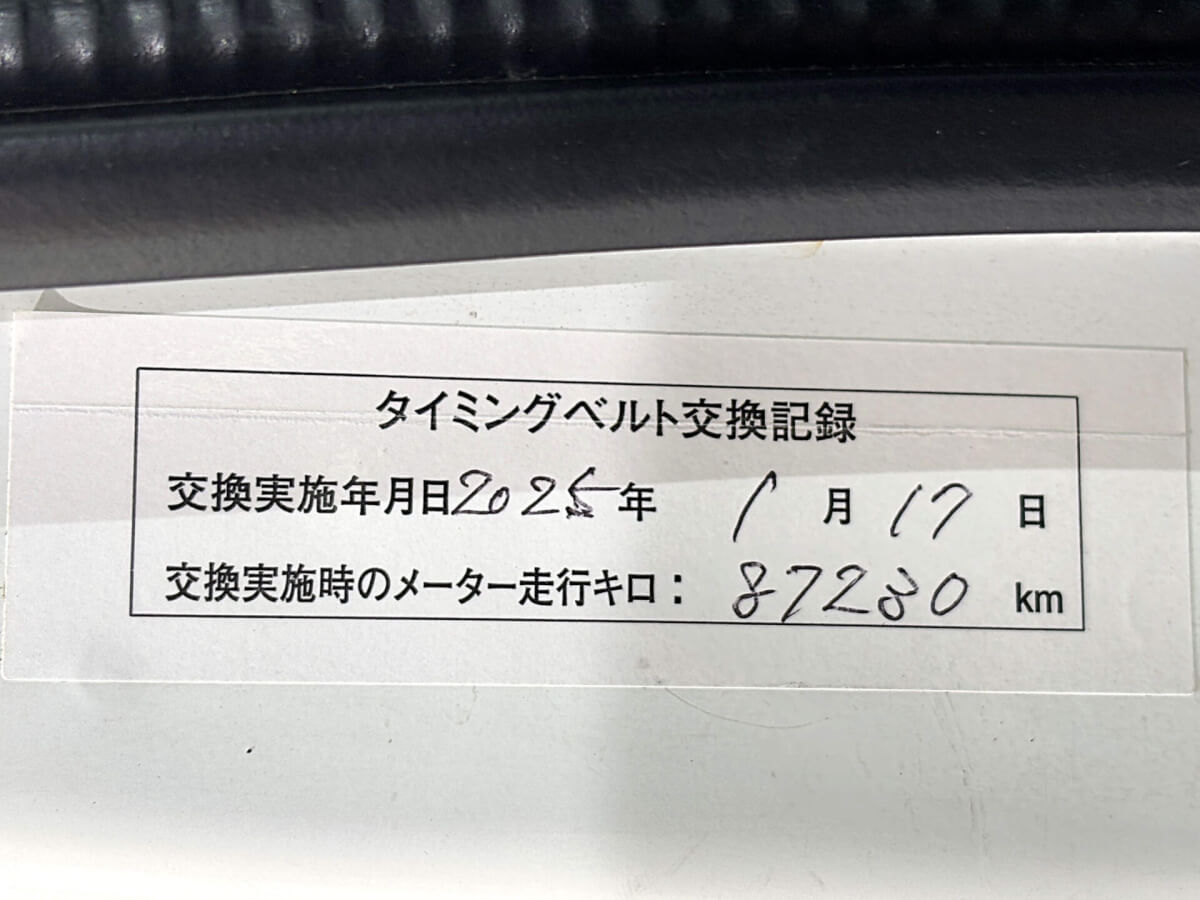 タイミングベルト交換記録
交換実施年月日2025年 1月 17日
交換実施時のメーター走行キロ： 87230 km